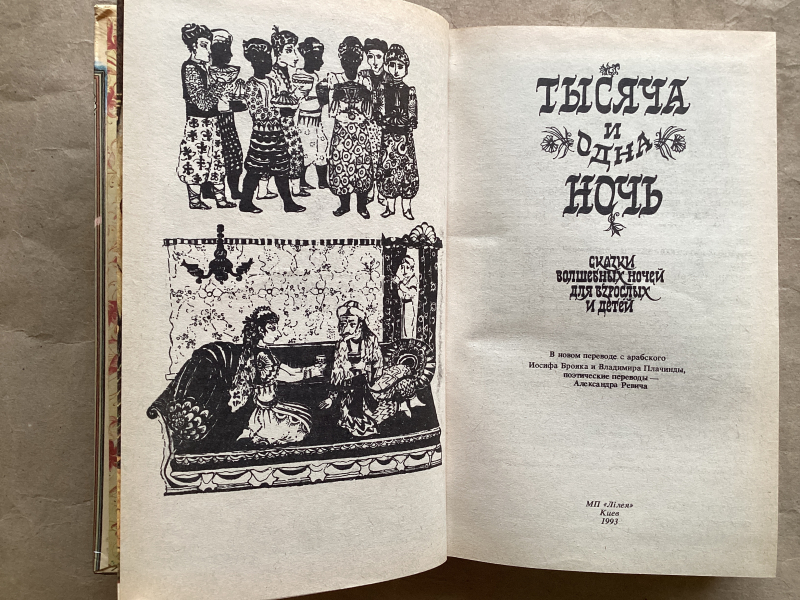 ТЫСЯЧА
И
ОДНА
НОЧЬ
СКАЗКИ
ВОЛШЕБНЫХ НОЧЕЙ
ДЛЯ ВЗРОСЛЫХ
И ДЕТЕЙ
В новом переводе с арабского
Иосифа Брояка и Владимира Плачинды,
поэтические переводы —
Александра Ревича
МП «Лілея»
Киев
1993